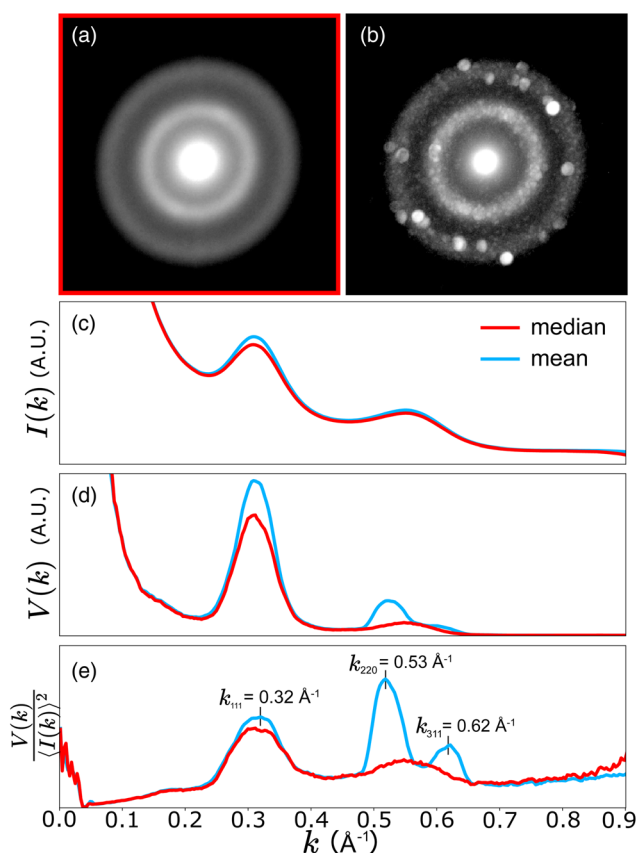 (a)
(b)
(c)
median
mean
I(k) (A.U.)
(d)
V(k) (A.U.)
(e)
k₁₁₁ = 0.32 Å⁻¹
k₂₂₀ = 0.53 Å⁻¹
k₃₁₁ = 0.62 Å⁻¹
V(k)
⟨I(k)⟩²
0.0 0.1 0.2 0.3 0.4 0.5 0.6 0.7 0.8 0.9
k (Å⁻¹)